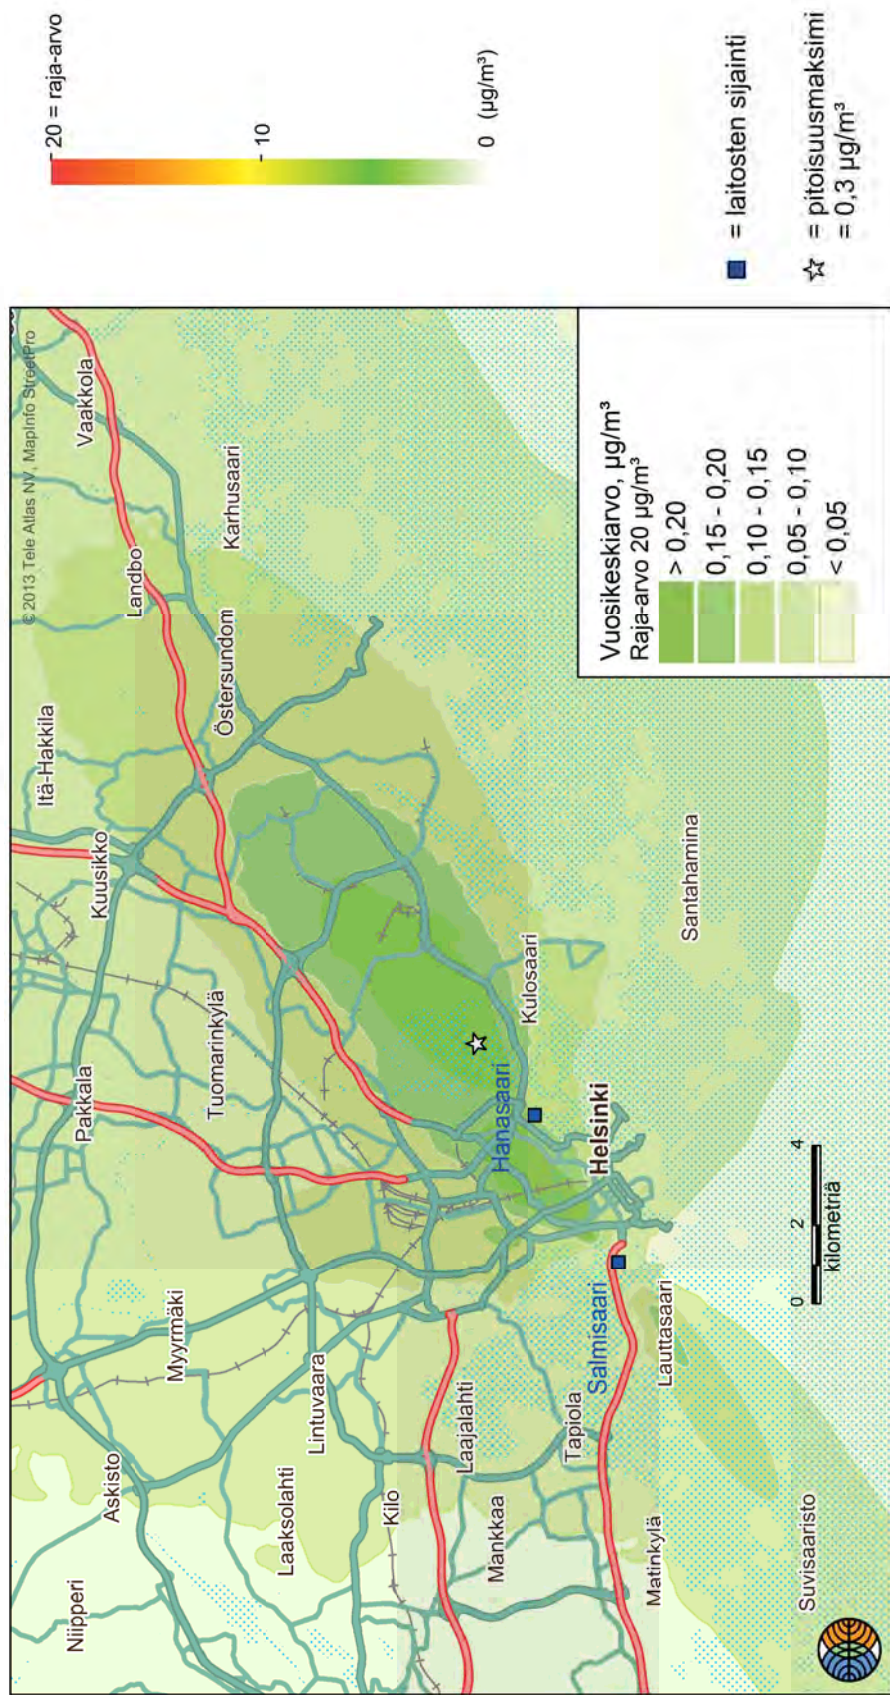 © 2013 Tele Atlas NV, MapInfo StreetPro
Vaakkola
Landbo
Karhusaari
Itä-Hakkila
Östersundom
Kuusikko
Pakkala
Tuomarinkylä
Kulosaari
Santahamina
Hanasaari
Helsinki
Myyrmäki
Lintuvaara
Salmisaari
Lauttasaari
Askisto
Laaksolahti
Laajalahti
Tapiola
Kilo
Mankkaa
Niipperi
Matinkylä
Suvisaaristo
0 2 4
kilometriä
Vuosikeskiarvo, µg/m³
Raja-arvo 20 µg/m³
> 0,20
0,15 - 0,20
0,10 - 0,15
0,05 - 0,10
< 0,05
20 = raja-arvo
10
0 (µg/m³)
= laitosten sijainti
= pitoisuusmaksimi
= 0,3 µg/m³